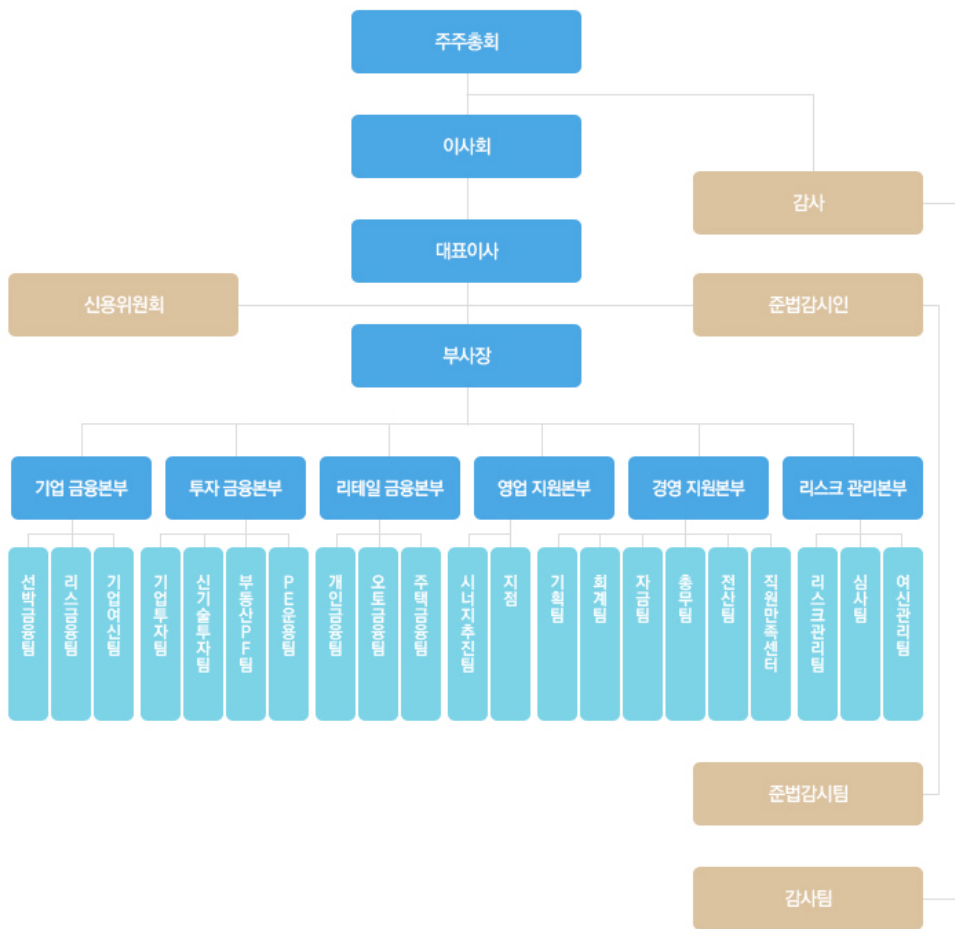 주주총회
이사회
감사
대표이사
신용위원회
준법감시인
부사장
기업 금융본부
투자 금융본부
리테일 금융본부
영업 지원본부
경영 지원본부
리스크 관리본부
선박금융팀
리스금융팀
기업여신팀
기업투자팀
신기술투자팀
부동산PF팀
PE운용팀
개인금융팀
오토금융팀
주택금융팀
시너지추진팀
지점
기획팀
회계팀
자금팀
총무팀
전산팀
직원만족센터
리스크관리팀
심사팀
여신관리팀
준법감시팀
감사팀